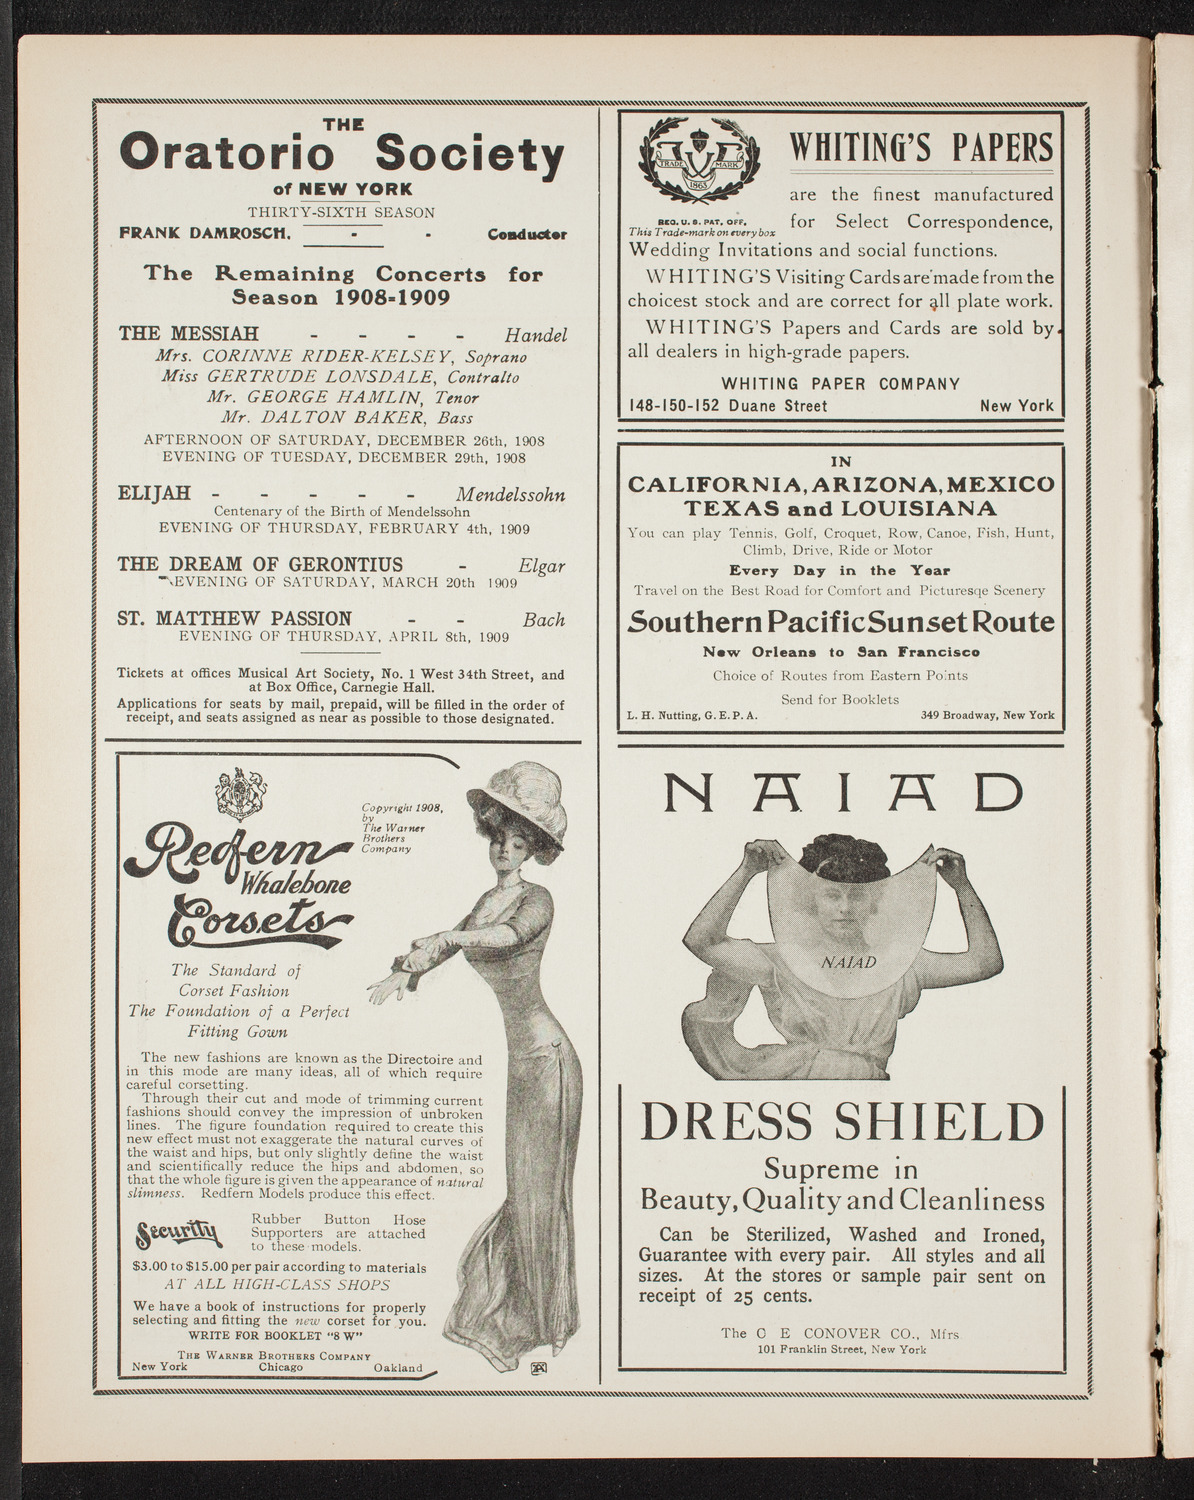 THE
Oratorio Society
of NEW YORK
THIRTY-SIXTH SEASON
FRANK DAMROSCH, - - Conductor
The Remaining Concerts for
Season 1908-1909
THE MESSIAH - - - - Handel
Mrs. CORINNE RIDER-KELSEY, Soprano
Miss GERTRUDE LONSDALE, Contralto
Mr. GEORGE HAMLIN, Tenor
Mr. DALTON BAKER, Bass
AFTERNOON OF SATURDAY, DECEMBER 26th, 1908
EVENING OF TUESDAY, DECEMBER 29th, 1908
ELIJAH - - - - - Mendelssohn
Centenary of the Birth of Mendelssohn
EVENING OF THURSDAY, FEBRUARY 4th, 1909
THE DREAM OF GERONTIUS - Elgar
EVENING OF SATURDAY, MARCH 20th 1909
ST. MATTHEW PASSION - - Bach
EVENING OF THURSDAY, APRIL 8th, 1909
Tickets at offices Musical Art Society, No. 1 West 34th Street, and
at Box Office, Carnegie Hall.
Applications for seats by mail, prepaid, will be filled in the order of
receipt, and seats assigned as near as possible to those designated.
Copyright 1908,
by
The Warner
Brothers
Company
Redfern
Whalebone
Corsets
The Standard of
Corset Fashion
The Foundation of a Perfect
Fitting Gown
The new fashions are known as the Directoire and
in this mode are many ideas, all of which require
careful corsetting.
Through their cut and mode of trimming current
fashions should convey the impression of unbroken
lines. The figure foundation required to create this
new effect must not exaggerate the natural curves of
the waist and hips, but only slightly define the waist
and scientifically reduce the hips and abdomen, so
that the whole figure is given the appearance of natural
slimness. Redfern Models produce this effect.
Security
Rubber Button Hose
Supporters are attached
to these models.
$3.00 to $15.00 per pair according to materials
AT ALL HIGH-CLASS SHOPS
We have a book of instructions for properly
selecting and fitting the new corset for you.
WRITE FOR BOOKLET "8 W"
THE WARNER BROTHERS COMPANY
New York Chicago Oakland
TRADE MARK
1863
REG. U. S. PAT. OFF.
This Trade-mark on every box
WHITING'S PAPERS
are the finest manufactured
for Select Correspondence,
Wedding Invitations and social functions.
WHITING'S Visiting Cards are made from the
choicest stock and are correct for all plate work.
WHITING'S Papers and Cards are sold by
all dealers in high-grade papers.
WHITING PAPER COMPANY
148-150-152 Duane Street New York
IN
CALIFORNIA, ARIZONA, MEXICO
TEXAS and LOUISIANA
You can play Tennis, Golf, Croquet, Row, Canoe, Fish, Hunt,
Climb, Drive, Ride or Motor
Every Day in the Year
Travel on the Best Road for Comfort and Picturesqe Scenery
Southern Pacific Sunset Route
New Orleans to San Francisco
Choice of Routes from Eastern Points
Send for Booklets
L. H. Nutting, G. E. P. A. 349 Broadway, New York
NAIAD
NAIAD
DRESS SHIELD
Supreme in
Beauty, Quality and Cleanliness
Can be Sterilized, Washed and Ironed,
Guarantee with every pair. All styles and all
sizes. At the stores or sample pair sent on
receipt of 25 cents.
The C E CONOVER CO., Mfrs
101 Franklin Street, New York